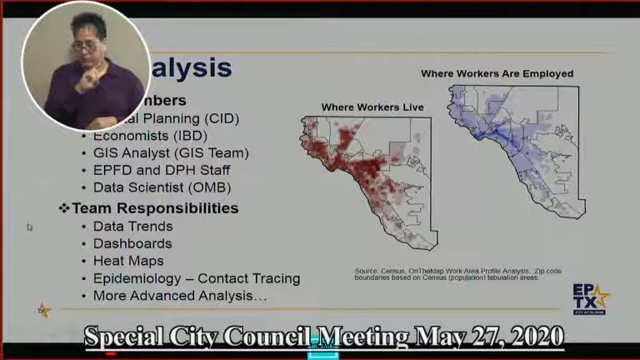 alysis
mbers
l Planning (CID)
Economists (IBD)
GIS Analyst (GIS Team)
EPFD and DPH Staff
Data Scientist (OMB)
Team Responsibilities
Data Trends
Dashboards
Heat Maps
Epidemiology – Contact Tracing
More Advanced Analysis…
Where Workers Live
Where Workers Are Employed
Source: Census, OnTheMap Work Area Profile Analysis. Zip code
boundaries based on Census (population) tabulation areas.
EP
TX
Special City Council Meeting May 27, 2020